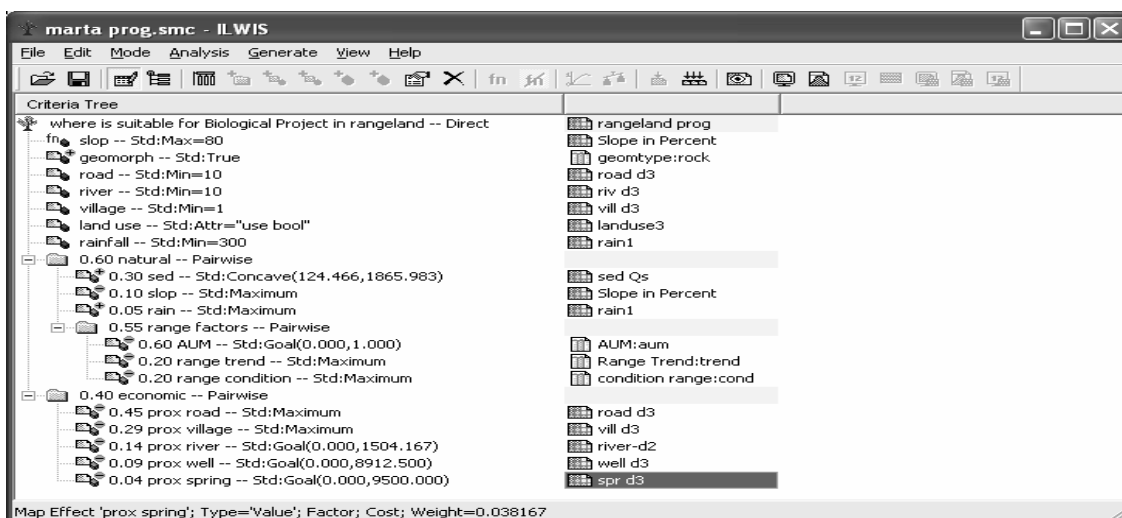 marta prog.smc - ILWIS
File Edit Mode Analysis Generate View Help
fn fn 12 12
Criteria Tree
where is suitable for Biological Project in rangeland -- Direct rangeland prog
fn slop -- Std:Max=80 Slope in Percent
geomorph -- Std:True geomtype:rock
road -- Std:Min=10 road d3
river -- Std:Min=10 riv d3
village -- Std:Min=1 vill d3
land use -- Std:Attr="use bool" landuse3
rainfall -- Std:Min=300 rain1
0.60 natural -- Pairwise
0.30 sed -- Std:Concave(124.466,1865.983) sed Qs
0.10 slop -- Std:Maximum Slope in Percent
0.05 rain -- Std:Maximum rain1
0.55 range factors -- Pairwise
0.60 AUM -- Std:Goal(0.000,1.000) AUM:aum
0.20 range trend -- Std:Maximum Range Trend:trend
0.20 range condition -- Std:Maximum condition range:cond
0.40 economic -- Pairwise
0.45 prox road -- Std:Maximum road d3
0.29 prox village -- Std:Maximum vill d3
0.14 prox river -- Std:Goal(0.000,1504.167) river-d2
0.09 prox well -- Std:Goal(0.000,8912.500) well d3
0.04 prox spring -- Std:Goal(0.000,9500.000) spr d3
Map Effect 'prox spring'; Type='Value'; Factor; Cost; Weight=0.038167